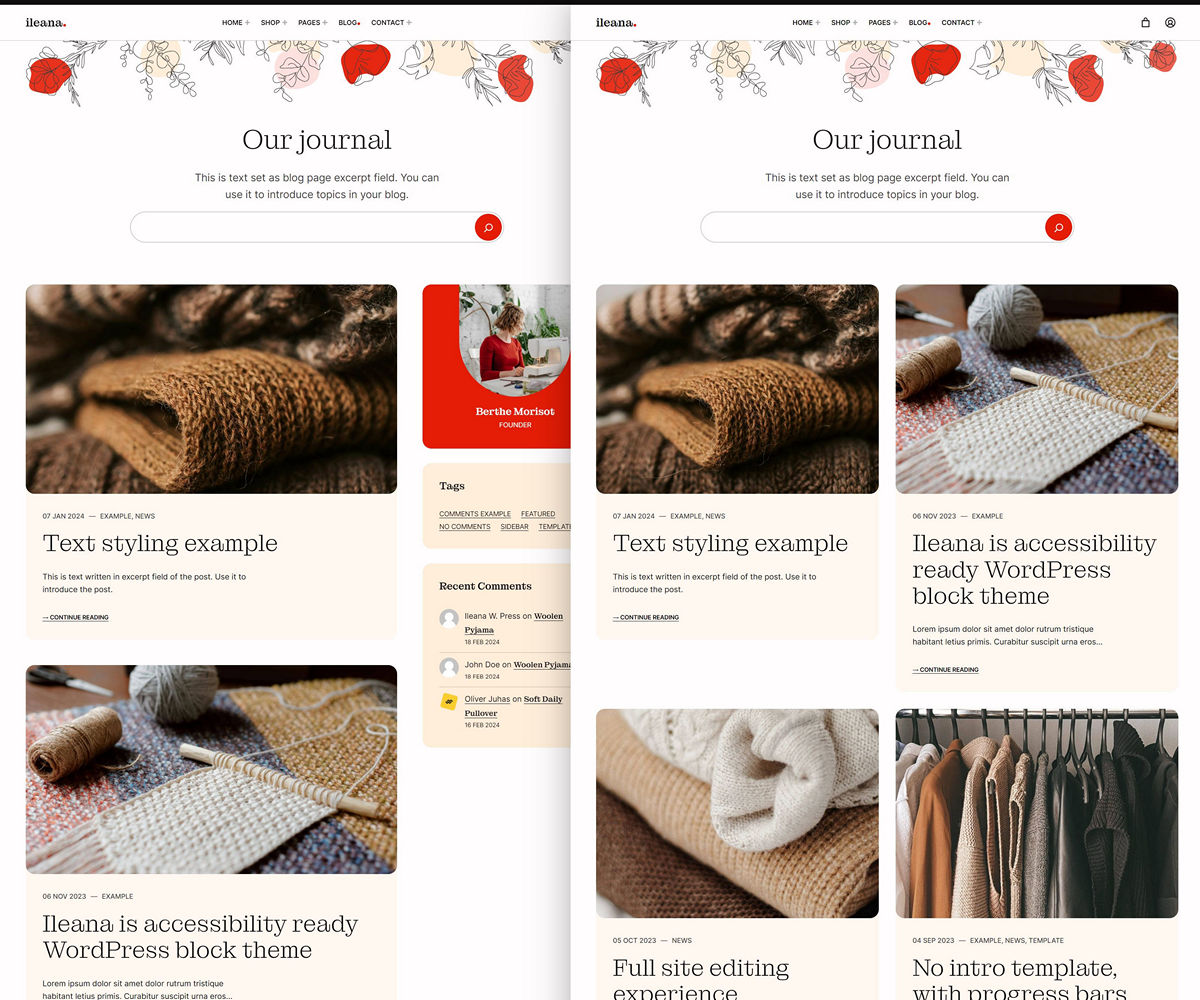 ileana.
HOME + SHOP + PAGES + BLOG• CONTACT +
Our journal
This is text set as blog page excerpt field. You can
use it to introduce topics in your blog.
07 JAN 2024 — EXAMPLE, NEWS
Text styling example
This is text written in excerpt field of the post. Use it to
introduce the post.
→ CONTINUE READING
06 NOV 2023 — EXAMPLE
Ileana is accessibility ready
WordPress block theme
Lorem ipsum dolor sit amet dolor rutrum tristique
habitant letius primis. Curabitur suscipit urna eros...
Berthe Morisot
FOUNDER
Tags
COMMENTS EXAMPLE FEATURED
NO COMMENTS SIDEBAR TEMPLATE
Recent Comments
Ileana W. Press on Woolen
Pyjama
18 FEB 2024
John Doe on Woolen Pyjama
18 FEB 2024
Oliver Juhas on Soft Daily
Pullover
16 FEB 2024
ileana.
HOME + SHOP + PAGES + BLOG• CONTACT +
Our journal
This is text set as blog page excerpt field. You can
use it to introduce topics in your blog.
07 JAN 2024 — EXAMPLE, NEWS
Text styling example
This is text written in excerpt field of the post. Use it to
introduce the post.
→ CONTINUE READING
06 NOV 2023 — EXAMPLE
Ileana is accessibility
ready WordPress
block theme
Lorem ipsum dolor sit amet dolor rutrum tristique
habitant letius primis. Curabitur suscipit urna eros...
→ CONTINUE READING
05 OCT 2023 — NEWS
Full site editing
experience
04 SEP 2023 — EXAMPLE, NEWS, TEMPLATE
No intro template,
with progress bars